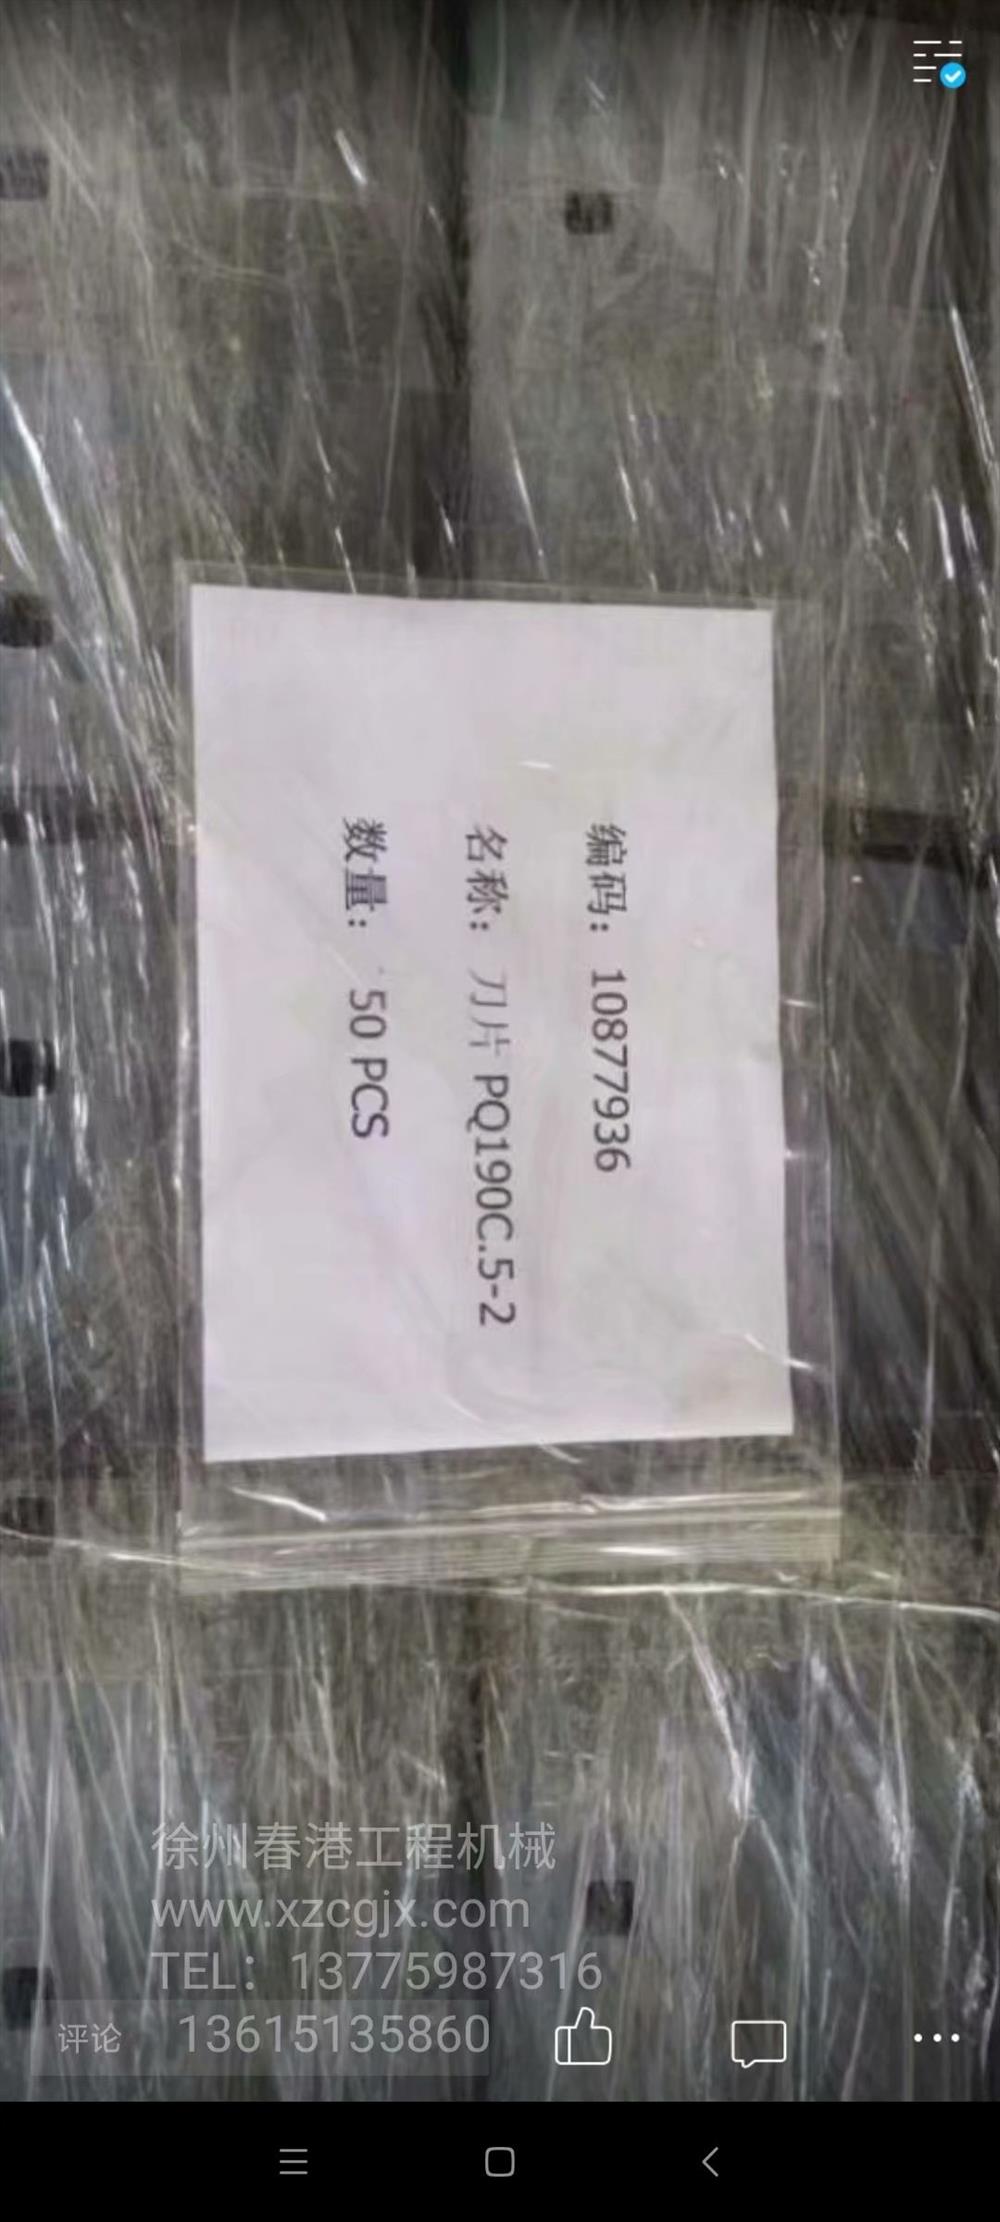 编码：10877936
名称：刀片 PQ190C.5-2
数量：50 PCS
徐州春港工程机械
www.xzcgjx.com
TEL：13775987316
13615135860
评论